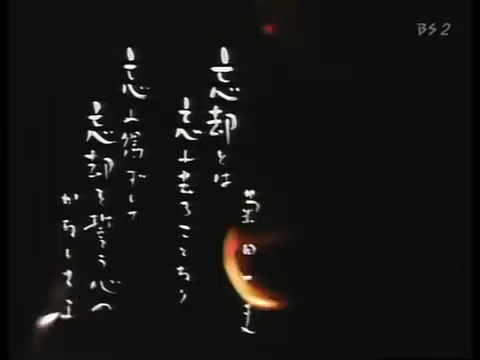 BS2
菊田一夫
忘却とは
忘れ去ることなり
忘れ得ずして
忘却を誓う心の
かなしさよ